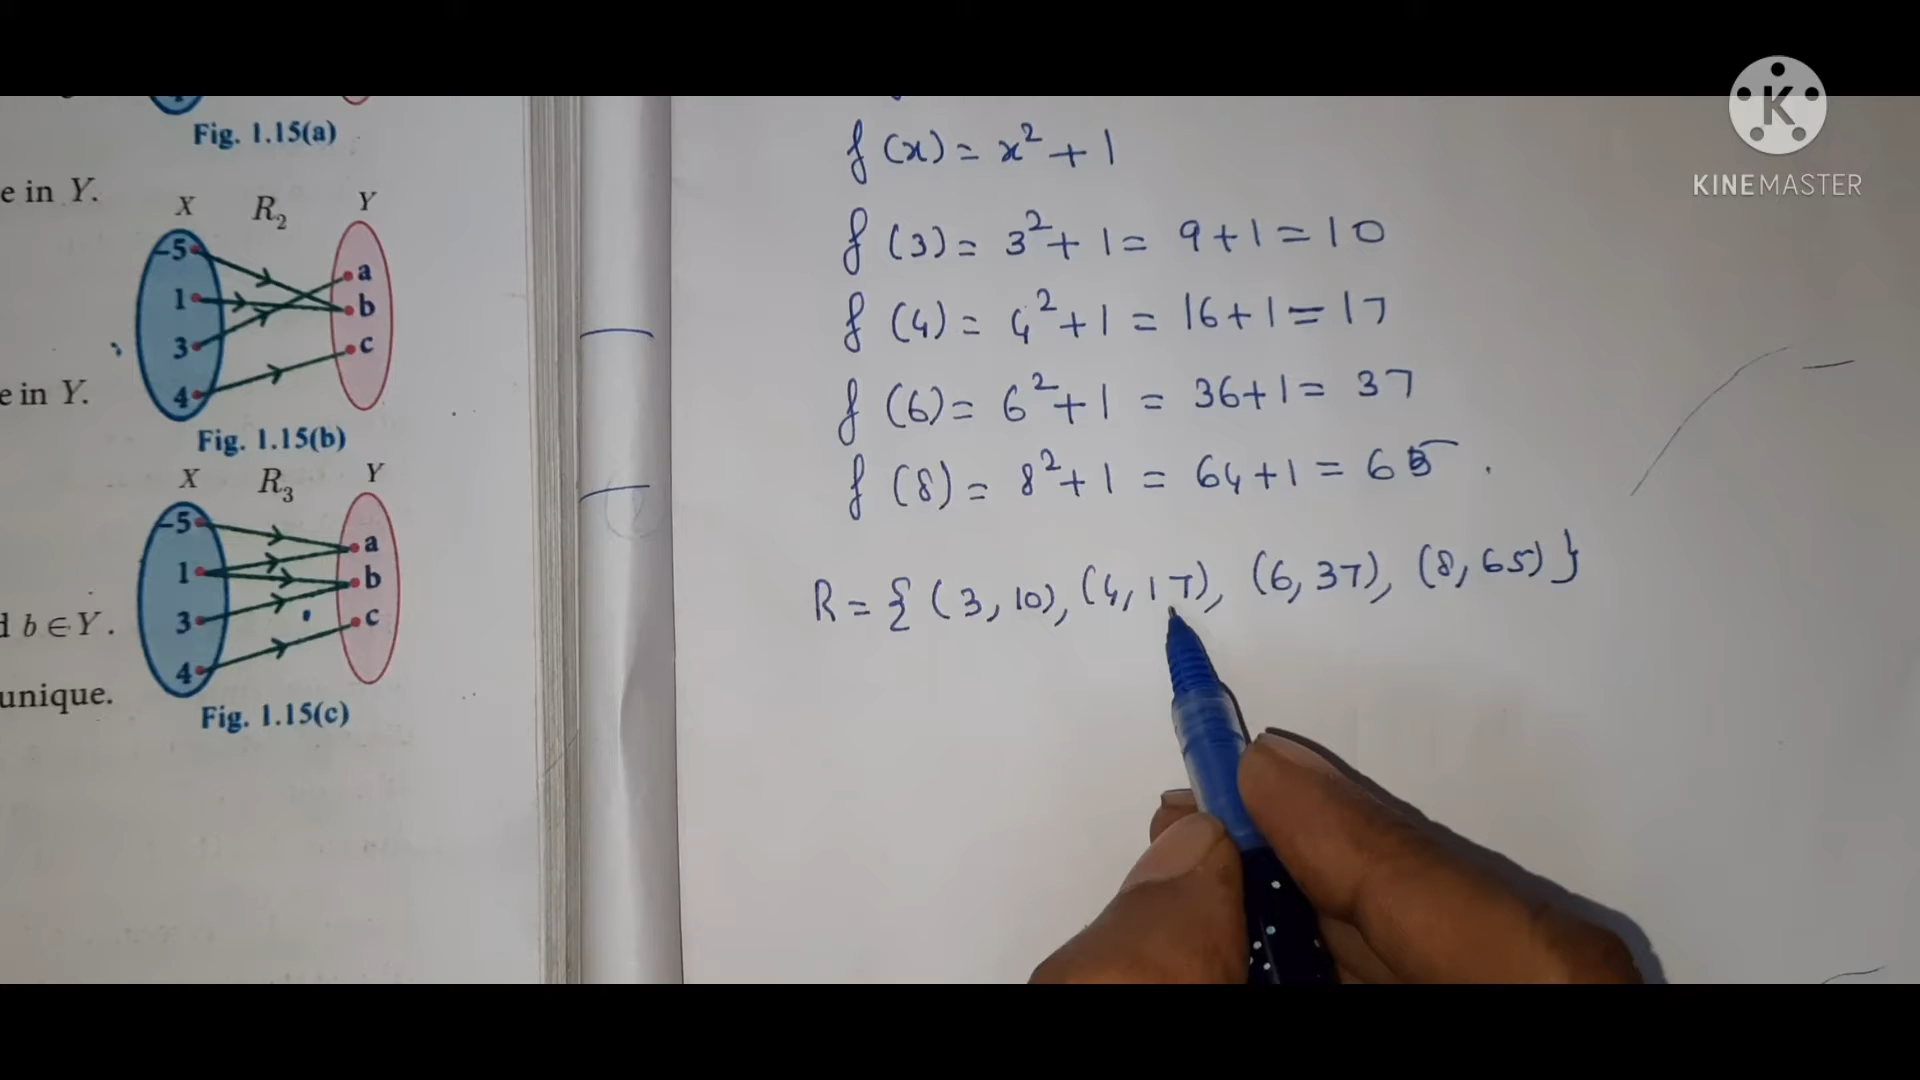 Fig. 1.15(a)
e in Y.
X R₂ Y
-5
1
3
4
a
b
c
e in Y.
Fig. 1.15(b)
X R₃ Y
-5
1
3
4
a
b
c
b ∈ Y.
unique.
Fig. 1.15(c)
f(x) = x² + 1
f(3) = 3² + 1 = 9 + 1 = 10
f(4) = 4² + 1 = 16 + 1 = 17
f(6) = 6² + 1 = 36 + 1 = 37
f(8) = 8² + 1 = 64 + 1 = 65.
R = { (3, 10), (4, 17), (6, 37), (8, 65) }
KINEMASTER